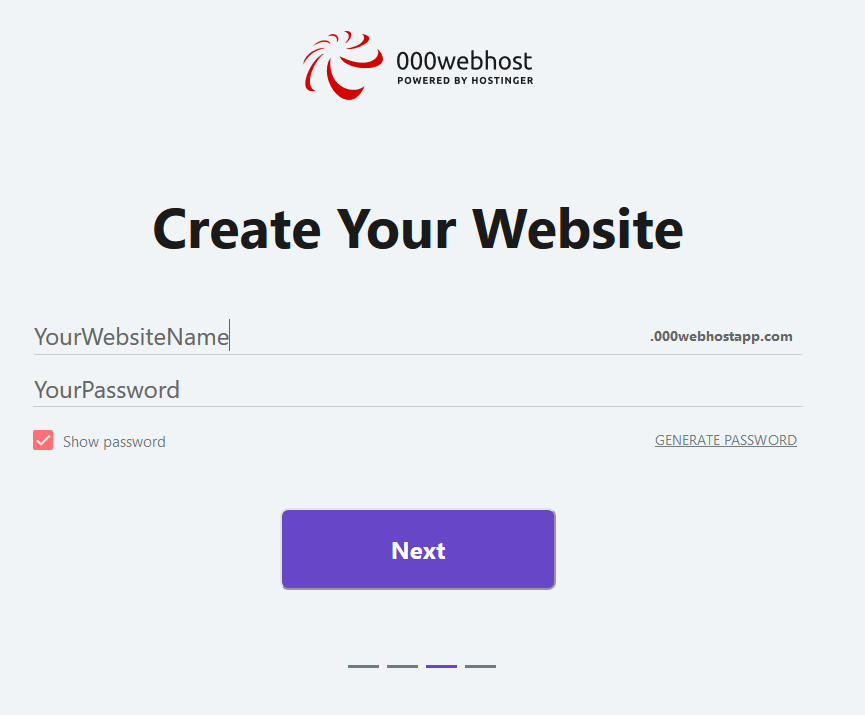 000webhost
POWERED BY HOSTINGER
Create Your Website
YourWebsiteName .000webhostapp.com
YourPassword
Show password GENERATE PASSWORD
Next